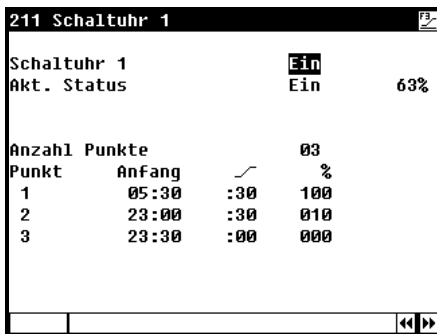 211 Schaltuhr 1 F3
Schaltuhr 1 Ein
Akt. Status Ein 63%
Anzahl Punkte 03
Punkt Anfang %
1 05:30 :30 100
2 23:00 :30 010
3 23:30 :00 000